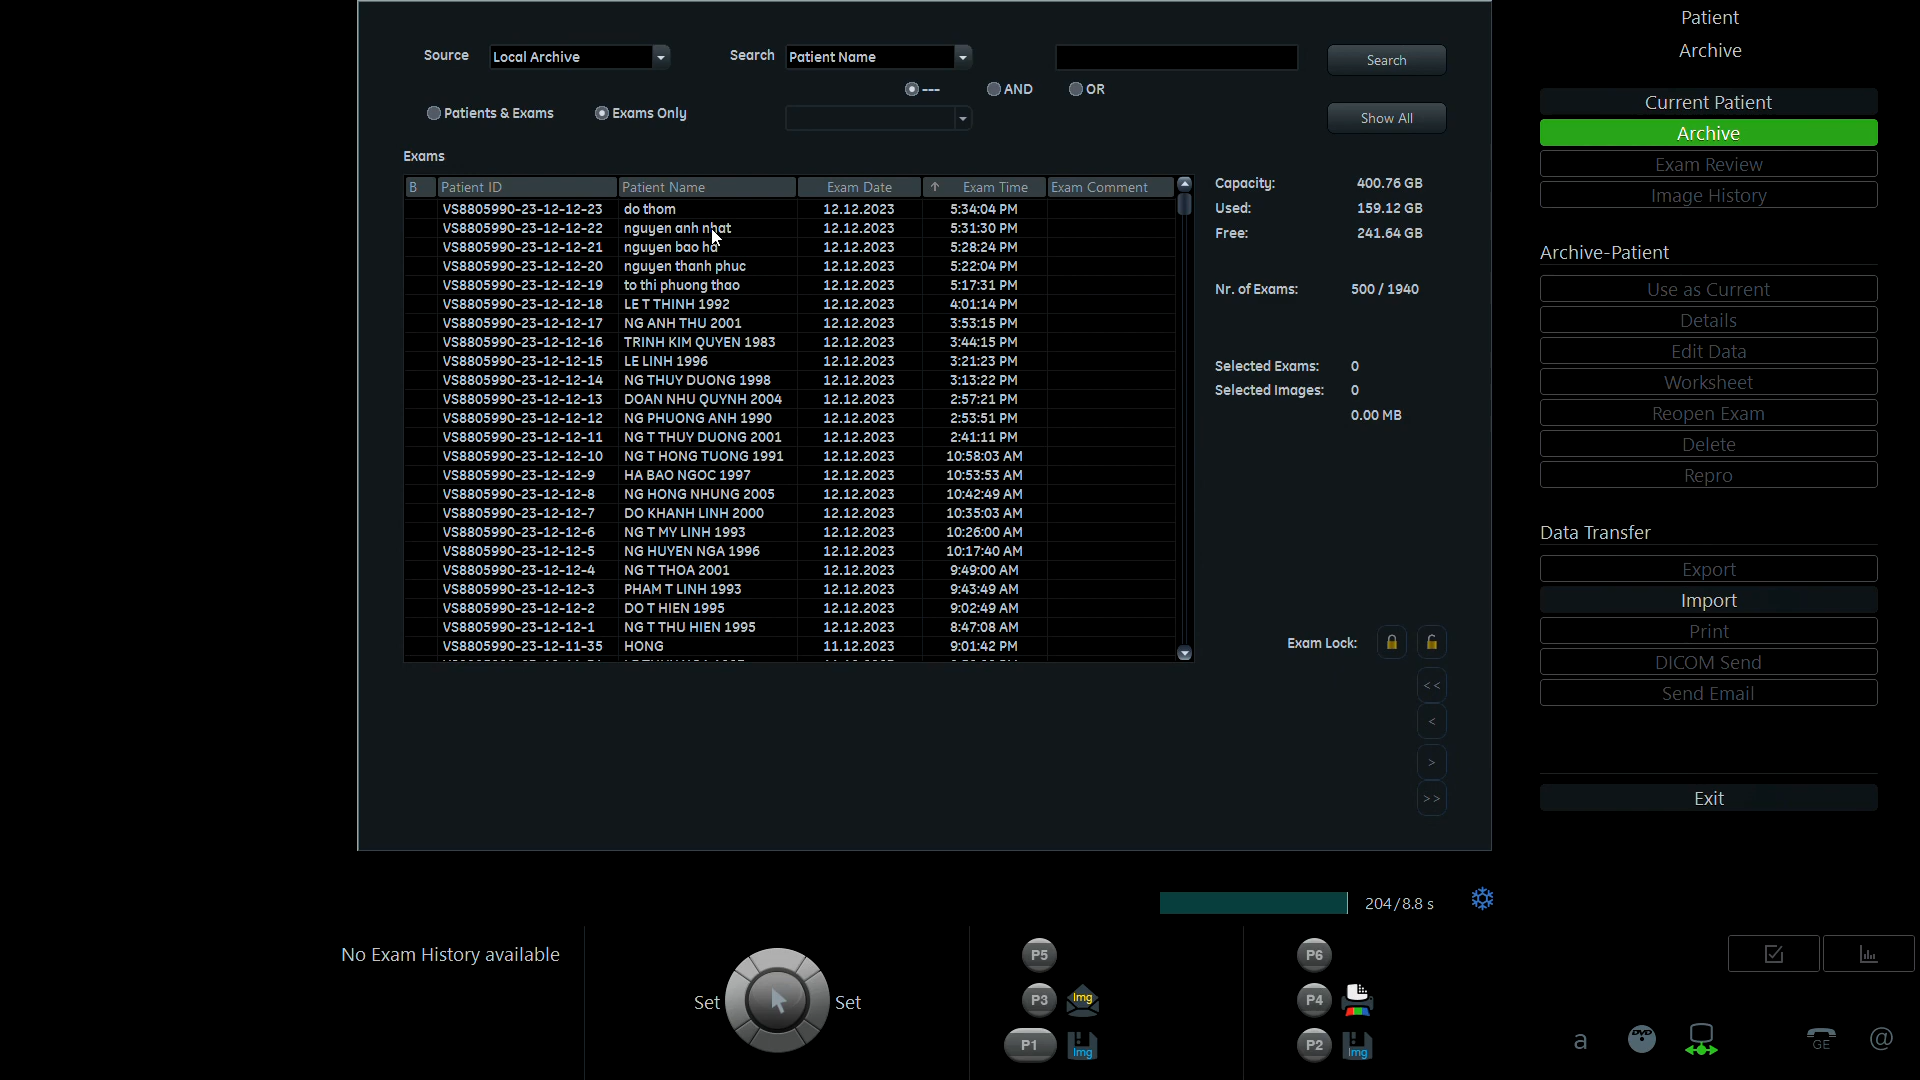 Patient
Archive
Source Local Archive Search Patient Name Search
--- AND OR
Patients & Exams Exams Only Show All
Exams
B Patient ID Patient Name Exam Date ↑ Exam Time Exam Comment
VS8805990-23-12-12-23 do thom 12.12.2023 5:34:04 PM
VS8805990-23-12-12-22 nguyen anh nhat 12.12.2023 5:31:30 PM
VS8805990-23-12-12-21 nguyen bao ha 12.12.2023 5:28:24 PM
VS8805990-23-12-12-20 nguyen thanh phuc 12.12.2023 5:22:04 PM
VS8805990-23-12-12-19 to thi phuong thao 12.12.2023 5:17:31 PM
VS8805990-23-12-12-18 LE T THINH 1992 12.12.2023 4:01:14 PM
VS8805990-23-12-12-17 NG ANH THU 2001 12.12.2023 3:53:15 PM
VS8805990-23-12-12-16 TRINH KIM QUYEN 1983 12.12.2023 3:44:15 PM
VS8805990-23-12-12-15 LE LINH 1996 12.12.2023 3:21:23 PM
VS8805990-23-12-12-14 NG THUY DUONG 1998 12.12.2023 3:13:22 PM
VS8805990-23-12-12-13 DOAN NHU QUYNH 2004 12.12.2023 2:57:21 PM
VS8805990-23-12-12-12 NG PHUONG ANH 1990 12.12.2023 2:53:51 PM
VS8805990-23-12-12-11 NG T THUY DUONG 2001 12.12.2023 2:41:11 PM
VS8805990-23-12-12-10 NG T HONG TUONG 1991 12.12.2023 10:58:03 AM
VS8805990-23-12-12-9 HA BAO NGOC 1997 12.12.2023 10:53:53 AM
VS8805990-23-12-12-8 NG HONG NHUNG 2005 12.12.2023 10:42:49 AM
VS8805990-23-12-12-7 DO KHANH LINH 2000 12.12.2023 10:35:03 AM
VS8805990-23-12-12-6 NG T MY LINH 1993 12.12.2023 10:26:00 AM
VS8805990-23-12-12-5 NG HUYEN NGA 1996 12.12.2023 10:17:40 AM
VS8805990-23-12-12-4 NG T THOA 2001 12.12.2023 9:49:00 AM
VS8805990-23-12-12-3 PHAM T LINH 1993 12.12.2023 9:43:49 AM
VS8805990-23-12-12-2 DO T HIEN 1995 12.12.2023 9:02:49 AM
VS8805990-23-12-12-1 NG T THU HIEN 1995 12.12.2023 8:47:08 AM
VS8805990-23-12-11-35 HONG 11.12.2023 9:01:42 PM
Capacity: 400.76 GB
Used: 159.12 GB
Free: 241.64 GB
Nr. of Exams: 500 / 1940
Selected Exams: 0
Selected Images: 0
0.00 MB
Exam Lock:
<<
<
>
>>
Current Patient
Archive
Exam Review
Image History
Archive-Patient
Use as Current
Details
Edit Data
Worksheet
Reopen Exam
Delete
Repro
Data Transfer
Export
Import
Print
DICOM Send
Send Email
Exit
204/8.8 s
No Exam History available
Set Set
P5 P6
P3 Img P4
P1 Img P2 Img
a DVD GE @